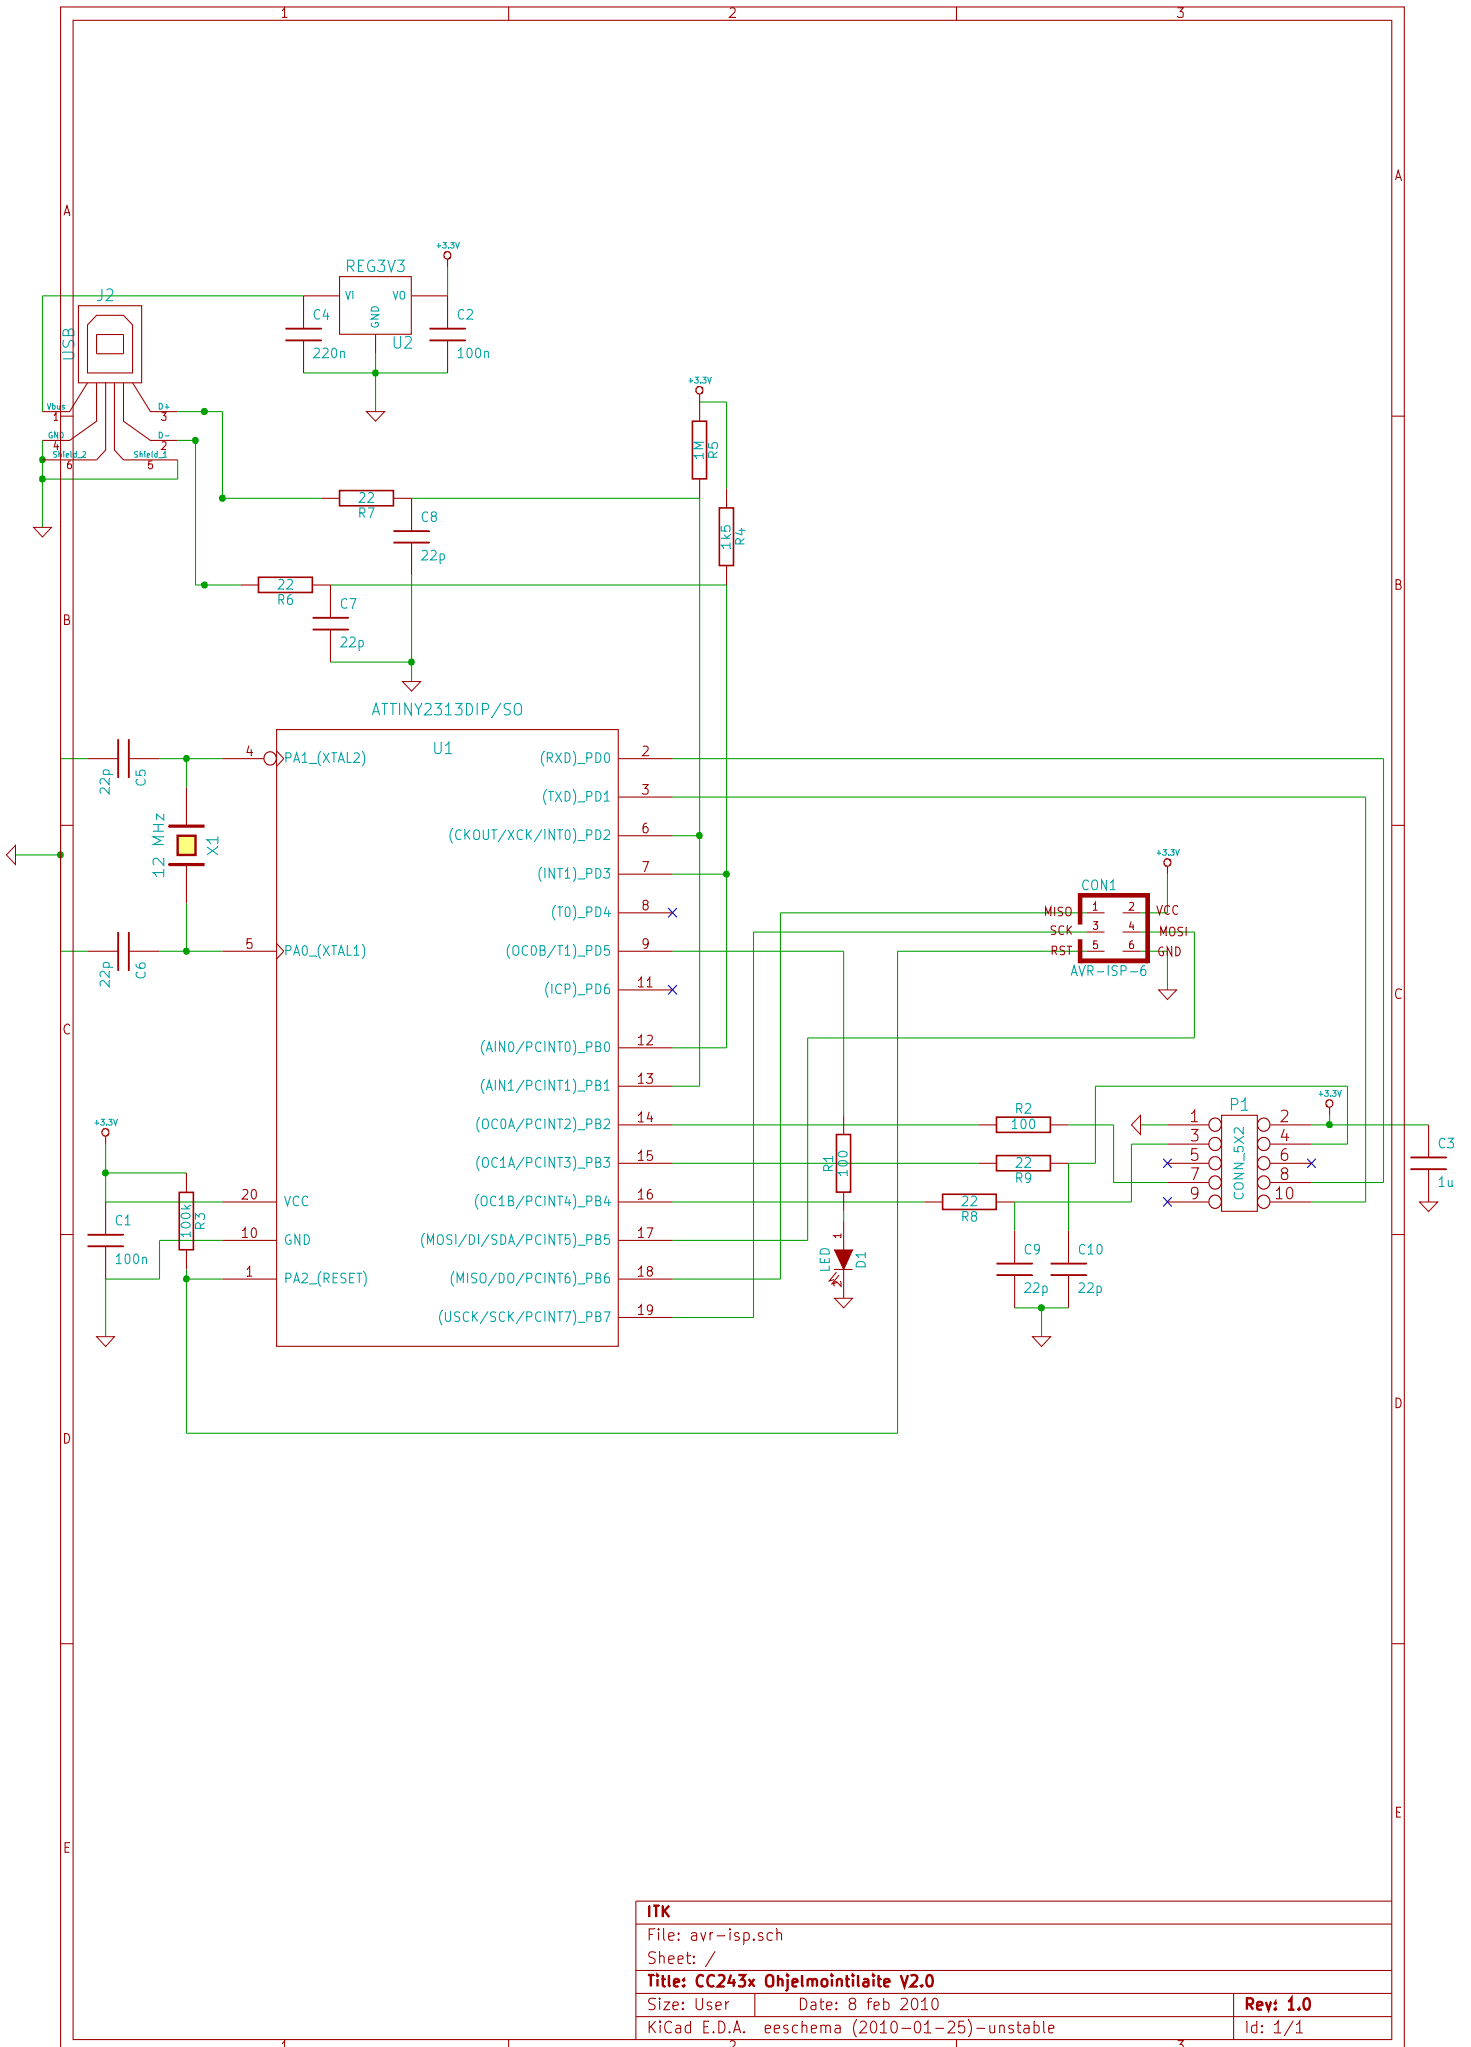 1 2 3
A A
+3.3V
REG3V3
J2
VI VO
GND
C4 C2
U2
220n 100n
USB
+3.3V
Vbus D+
1 3
GND D-
4 2
Shield_2 Shield_1
6 5
1M R5
22
R7
C8
22p
1k5 R4
22
R6
B B
C7
22p
ATTINY2313DIP/SO
U1
4 PA1_(XTAL2) (RXD)_PD0 2
22p C5
(TXD)_PD1 3
12 MHz X1
(CKOUT/XCK/INT0)_PD2 6
+3.3V
(INT1)_PD3 7
CON1
(T0)_PD4 8
MISO 1 2 VCC
SCK 3 4 MOSI
5 PA0_(XTAL1) (OC0B/T1)_PD5 9
RST 5 6 GND
22p C6
AVR-ISP-6
(ICP)_PD6 11
C C
(AIN0/PCINT0)_PB0 12
(AIN1/PCINT1)_PB1 13
+3.3V
+3.3V
R2
P1
(OC0A/PCINT2)_PB2 14
100
1 2
3 4
5 6
7 8
9 10
CONN_5X2
C3
1u
(OC1A/PCINT3)_PB3 15
R1 100
22
R9
20 VCC (OC1B/PCINT4)_PB4 16
22
R8
C1
100n
100k R3
10 GND (MOSI/DI/SDA/PCINT5)_PB5 17
1
LED D1
2
C9 C10
22p 22p
1 PA2_(RESET) (MISO/DO/PCINT6)_PB6 18
(USCK/SCK/PCINT7)_PB7 19
D D
E E
ITK
File: avr-isp.sch
Sheet: /
Title: CC243x Ohjelmointilaite V2.0
Size: User Date: 8 feb 2010 Rev: 1.0
KiCad E.D.A. eeschema (2010-01-25)-unstable Id: 1/1
1 2 3